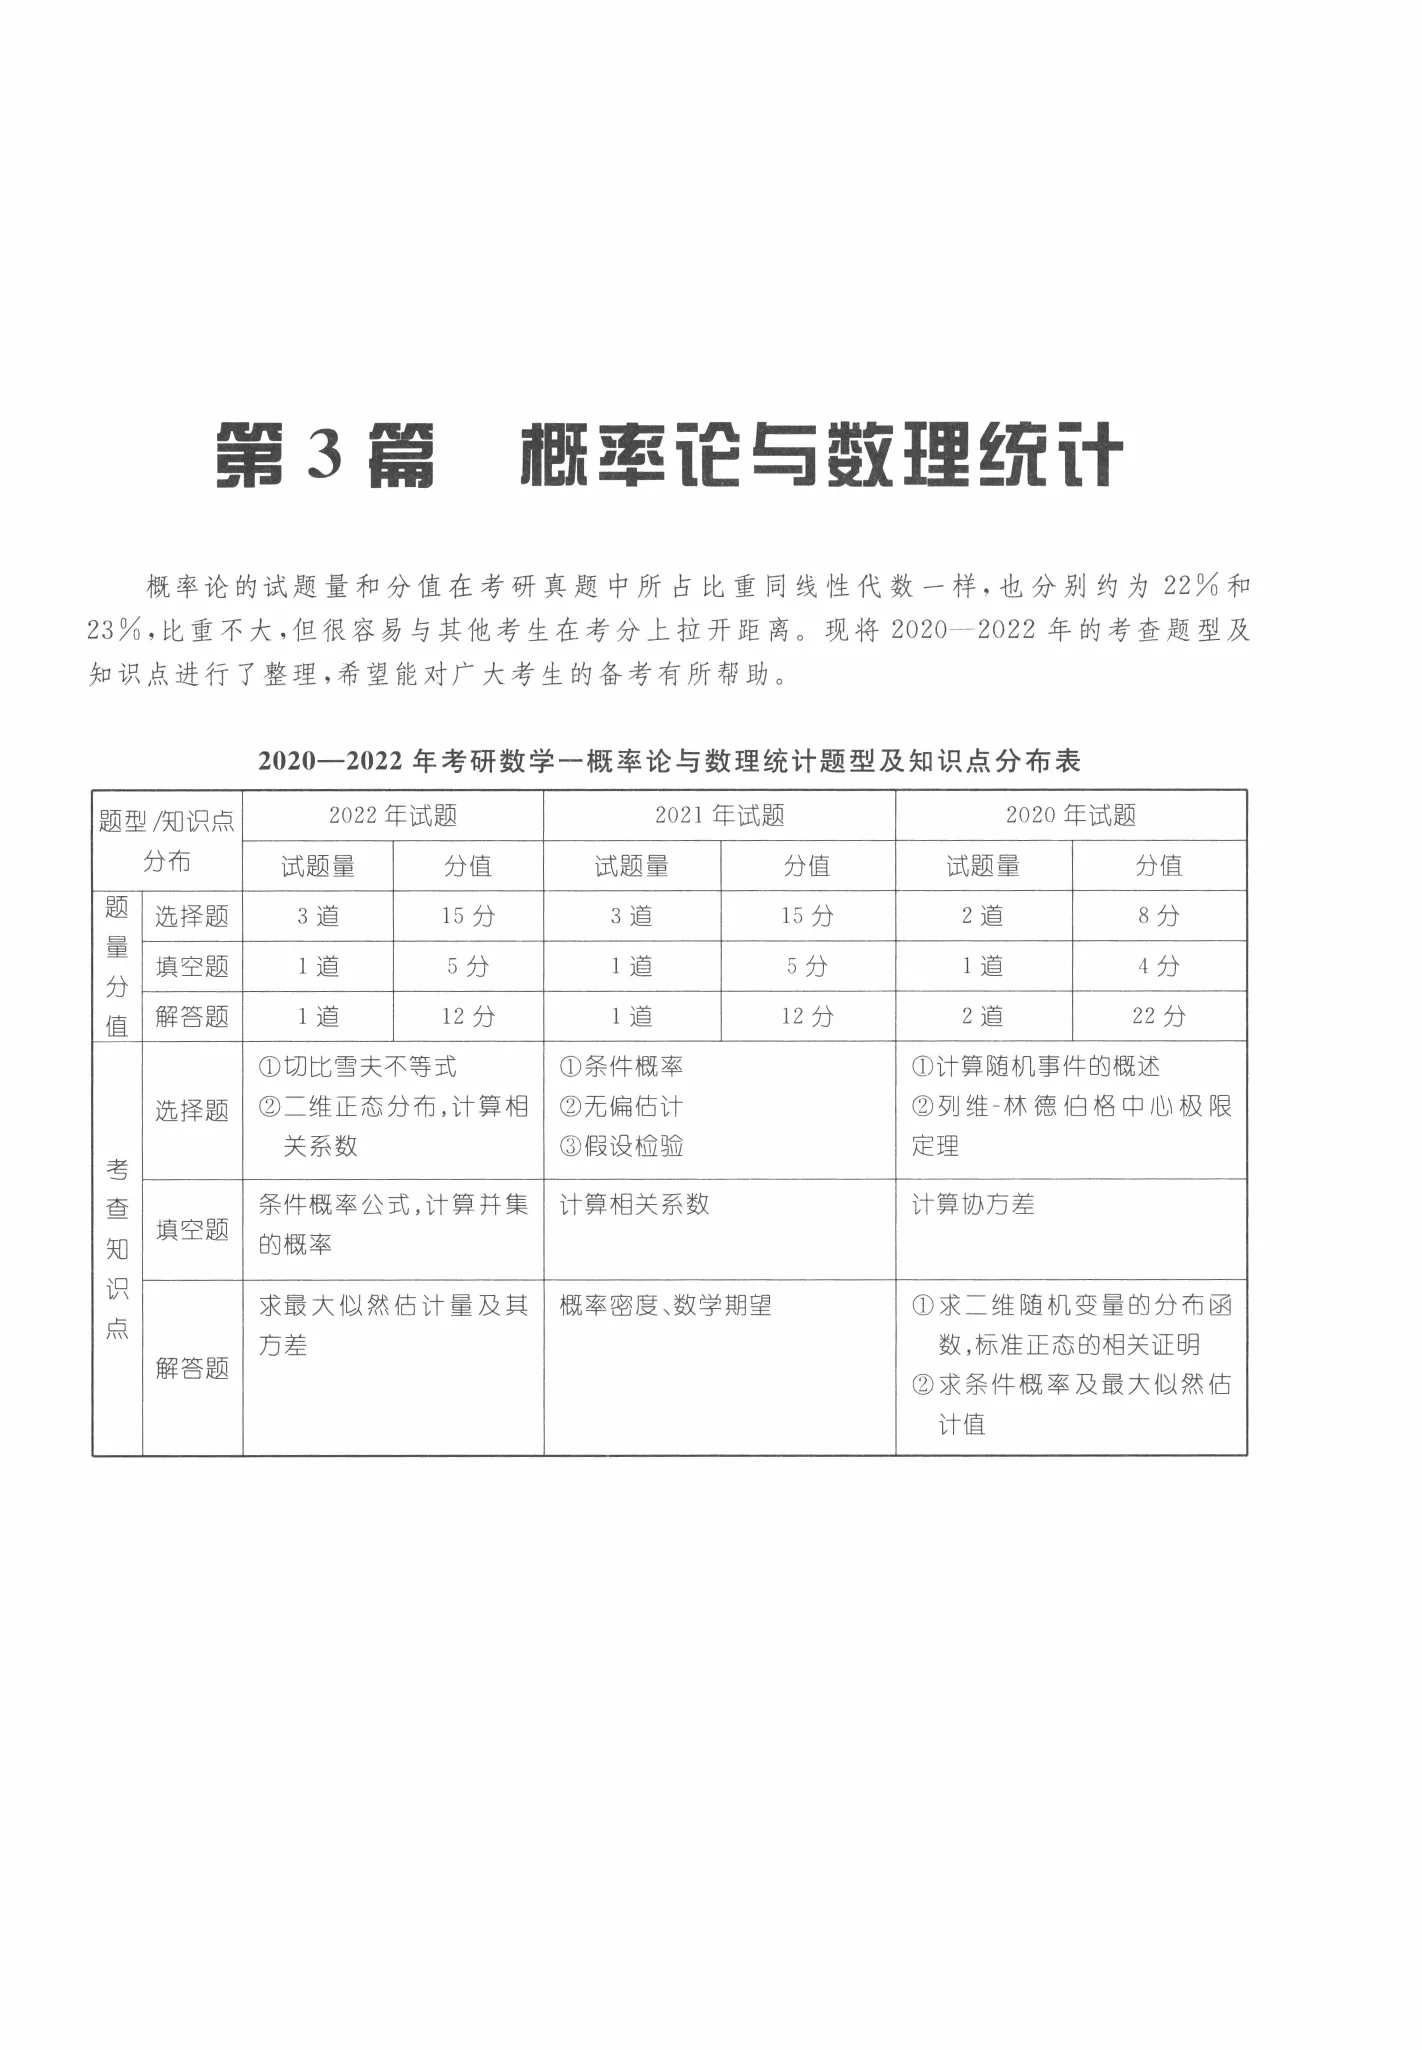 第3篇 概率论与数理统计
概率论的试题量和分值在考研真题中所占比重同线性代数一样,也分别约为22%和
23%,比重不大,但很容易与其他考生在考分上拉开距离。现将2020—2022年的考查题型及
知识点进行了整理,希望能对广大考生的备考有所帮助。
2020—2022年考研数学一概率论与数理统计题型及知识点分布表
题型/知识点
分布
2022年试题 2021年试题 2020年试题
试题量 分值 试题量 分值 试题量 分值
题量分值
选择题 3道 15分 3道 15分 2道 8分
填空题 1道 5分 1道 5分 1道 4分
解答题 1道 12分 1道 12分 2道 22分
考查知识点
选择题
①切比雪夫不等式
②二维正态分布,计算相
关系数
①条件概率
②无偏估计
③假设检验
①计算随机事件的概述
②列维-林德伯格中心极限
定理
填空题
条件概率公式,计算并集
的概率
计算相关系数
计算协方差
解答题
求最大似然估计量及其
方差
概率密度、数学期望
①求二维随机变量的分布函
数,标准正态的相关证明
②求条件概率及最大似然估
计值